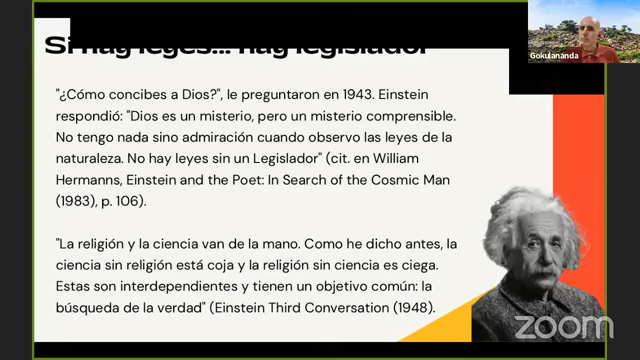 Si hay leyes... hay legislador
Gokulananda
"¿Cómo concibes a Dios?", le preguntaron en 1943. Einstein
respondió: "Dios es un misterio, pero un misterio comprensible.
No tengo nada sino admiración cuando observo las leyes de la
naturaleza. No hay leyes sin un Legislador" (cit. en William
Hermanns, Einstein and the Poet: In Search of the Cosmic Man
(1983), p. 106).
"La religión y la ciencia van de la mano. Como he dicho antes, la
ciencia sin religión está coja y la religión sin ciencia es ciega.
Estas son interdependientes y tienen un objetivo común: la
búsqueda de la verdad" (Einstein Third Conversation (1948).
zoom